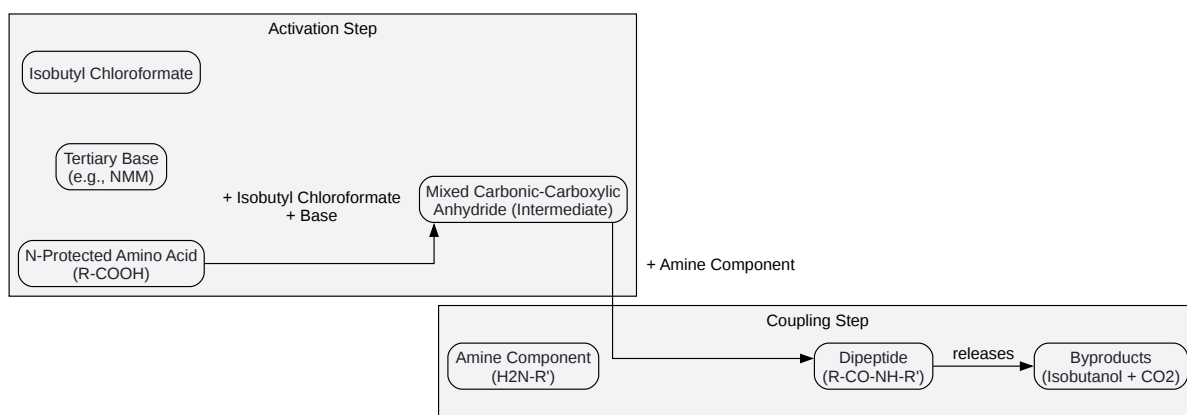 Activation Step
Isobutyl Chloroformate
Tertiary Base
(e.g., NMM)
+ Isobutyl Chloroformate
+ Base
Mixed Carbonic-Carboxylic
Anhydride (Intermediate)
N-Protected Amino Acid
(R-COOH)
+ Amine Component
Coupling Step
Amine Component
(H2N-R')
Dipeptide
(R-CO-NH-R')
releases
Byproducts
(Isobutanol + CO2)